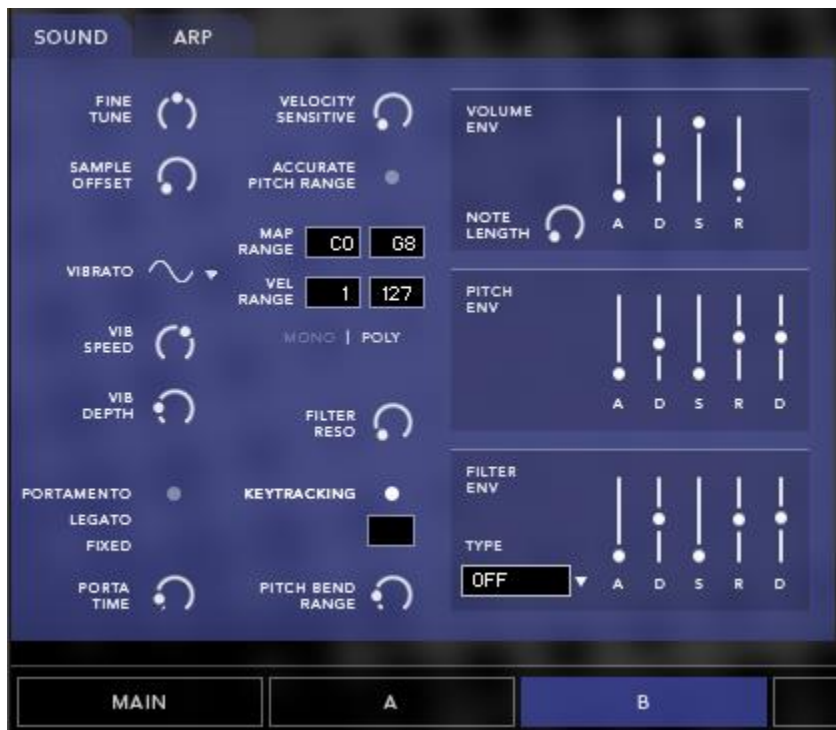 SOUND
ARP
FINE
TUNE
VELOCITY
SENSITIVE
SAMPLE
OFFSET
ACCURATE
PITCH RANGE
MAP
RANGE
C0
G8
VIBRATO
VEL
RANGE
1
127
VIB
SPEED
MONO | POLY
VIB
DEPTH
FILTER
RESO
PORTAMENTO
LEGATO
FIXED
KEYTRACKING
PORTA
TIME
PITCH BEND
RANGE
VOLUME
ENV
NOTE
LENGTH
A D S R
PITCH
ENV
A D S R D
FILTER
ENV
TYPE
OFF
A D S R D
MAIN
A
B